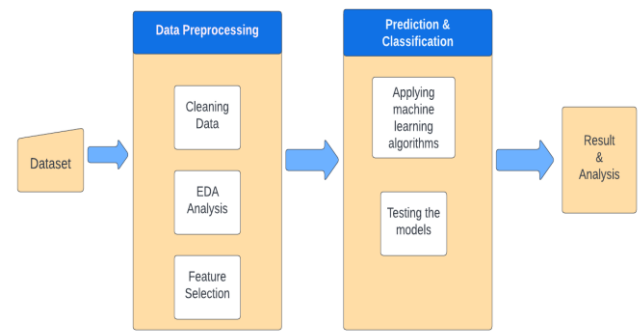 Dataset
Data Preprocessing
Cleaning
Data
EDA
Analysis
Feature
Selection
Prediction &
Classification
Applying
machine
learning
algorithms
Testing the
models
Result
&
Analysis